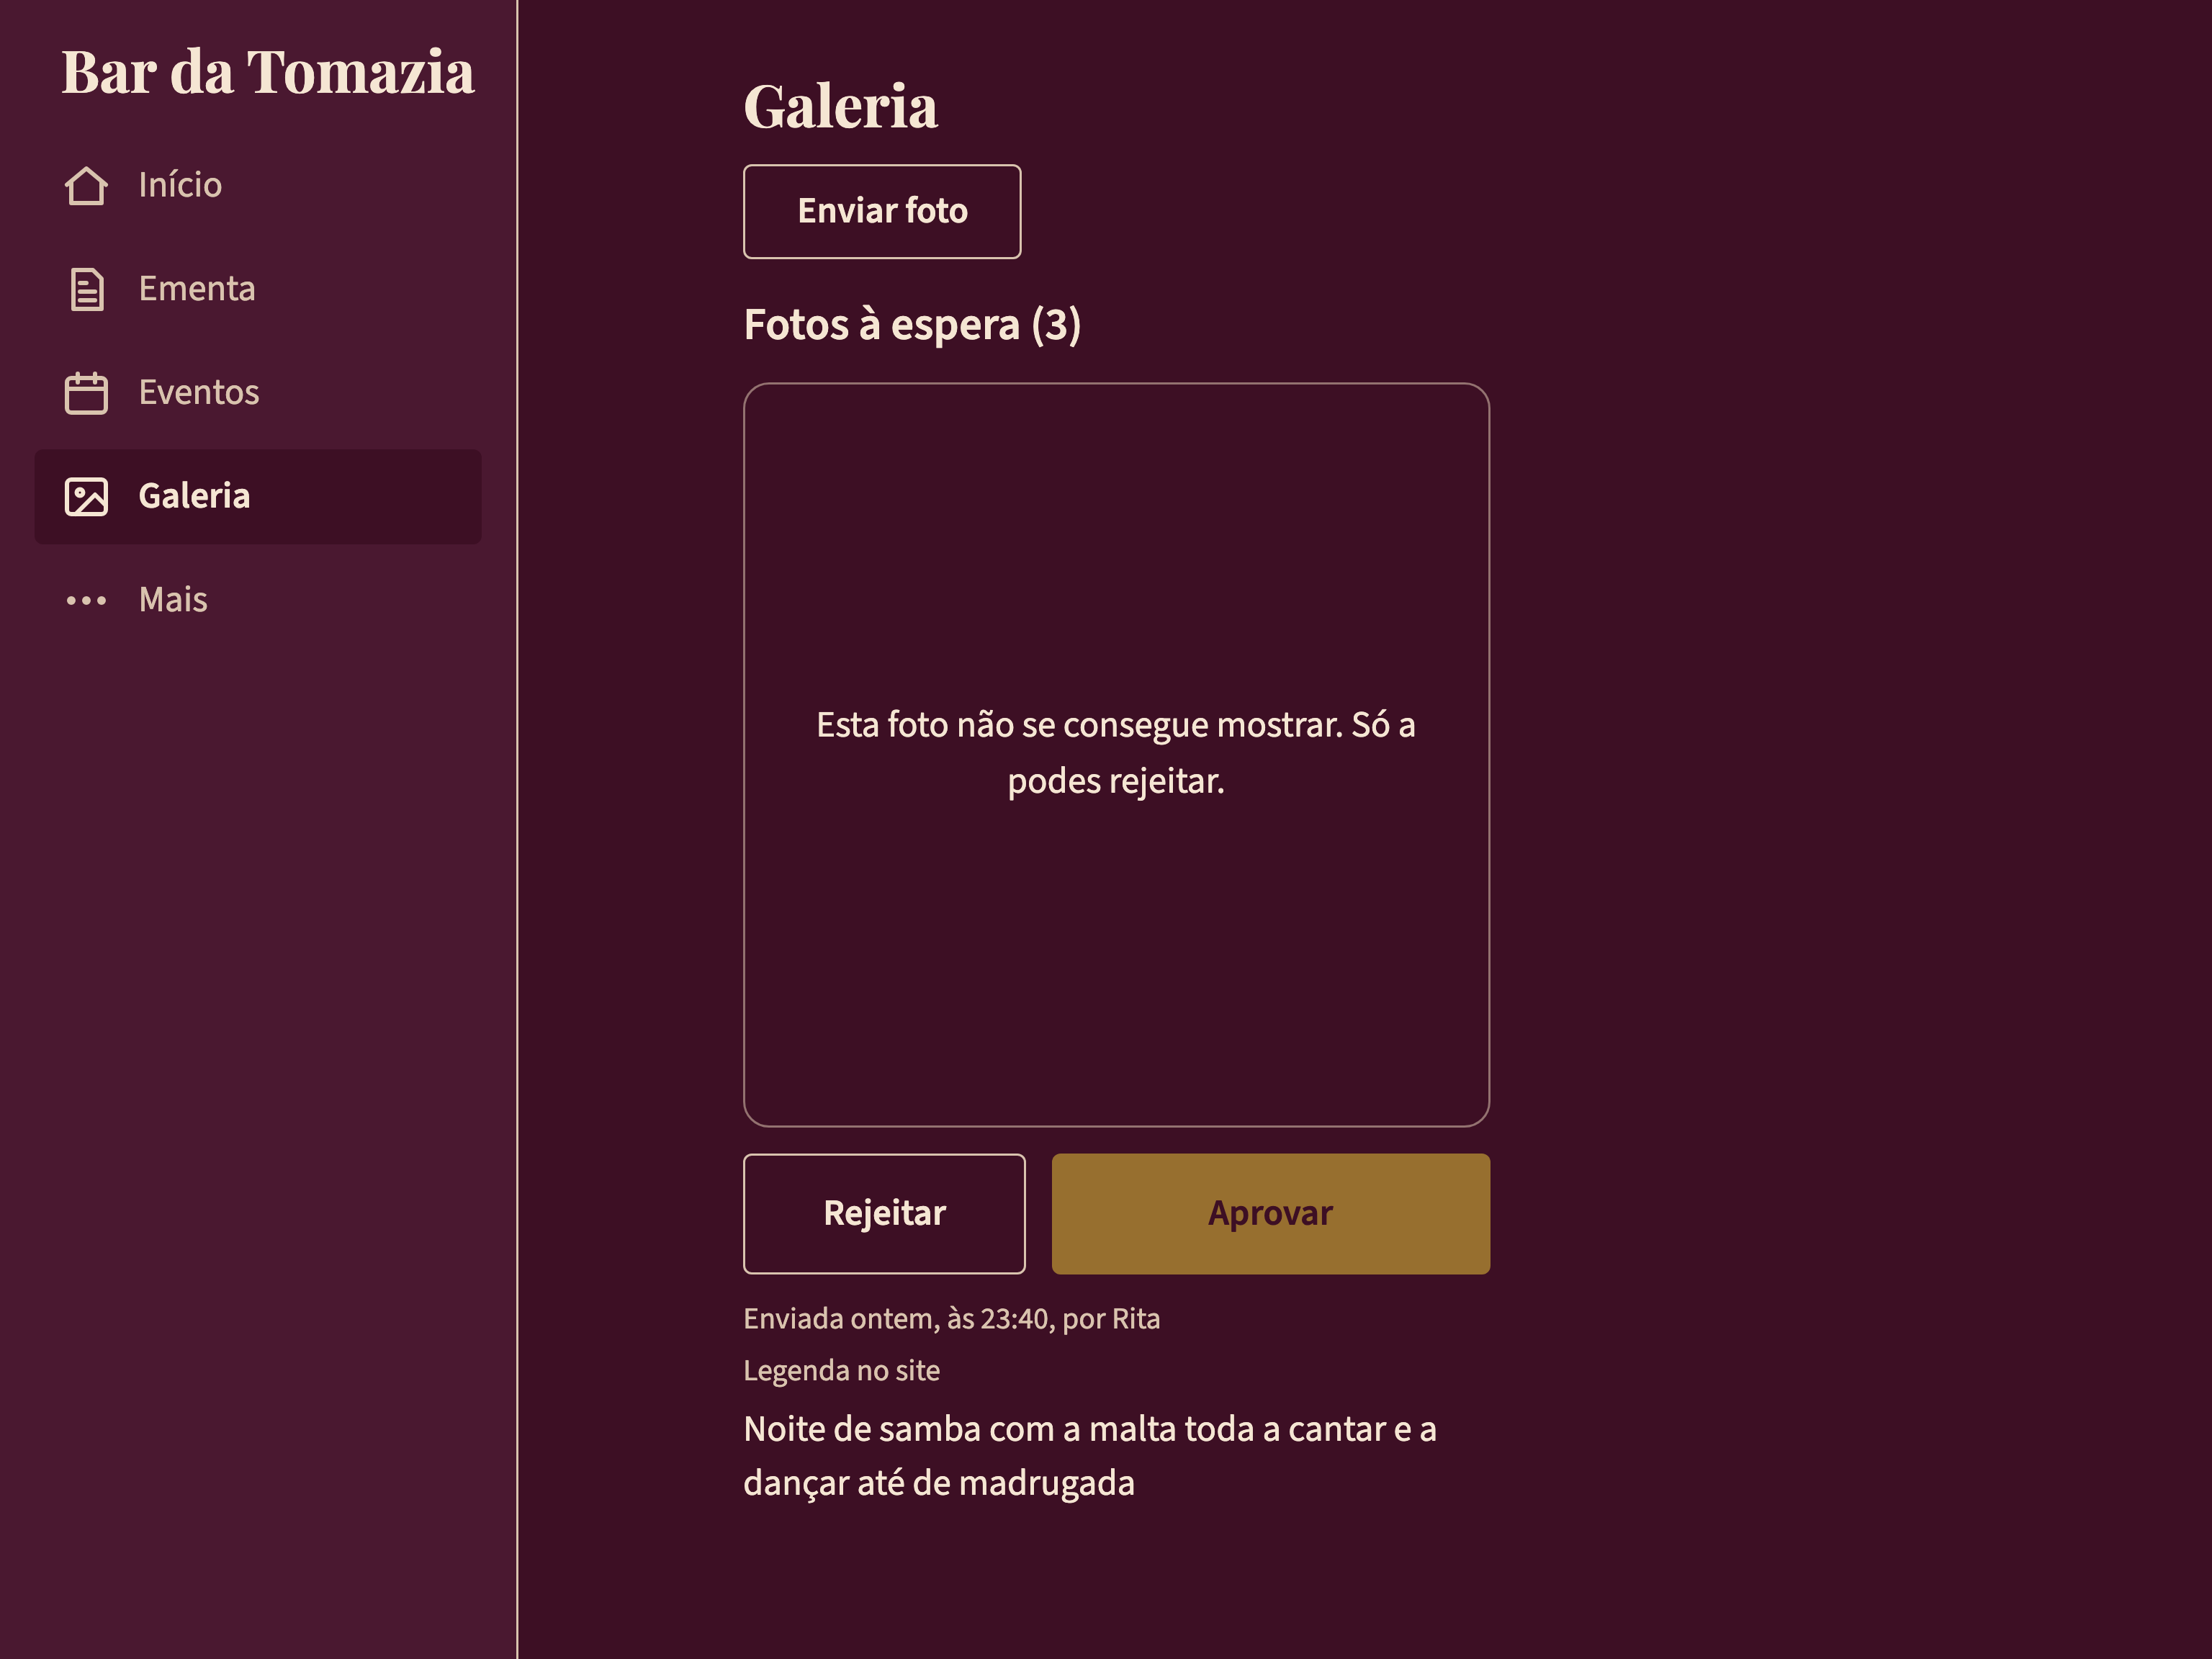 Bar da Tomazia
Início
Ementa
Eventos
Galeria
Mais
Galeria
Enviar foto
Fotos à espera (3)
Esta foto não se consegue mostrar. Só a
podes rejeitar.
Rejeitar
Aprovar
Enviada ontem, às 23:40, por Rita
Legenda no site
Noite de samba com a malta toda a cantar e a
dançar até de madrugada